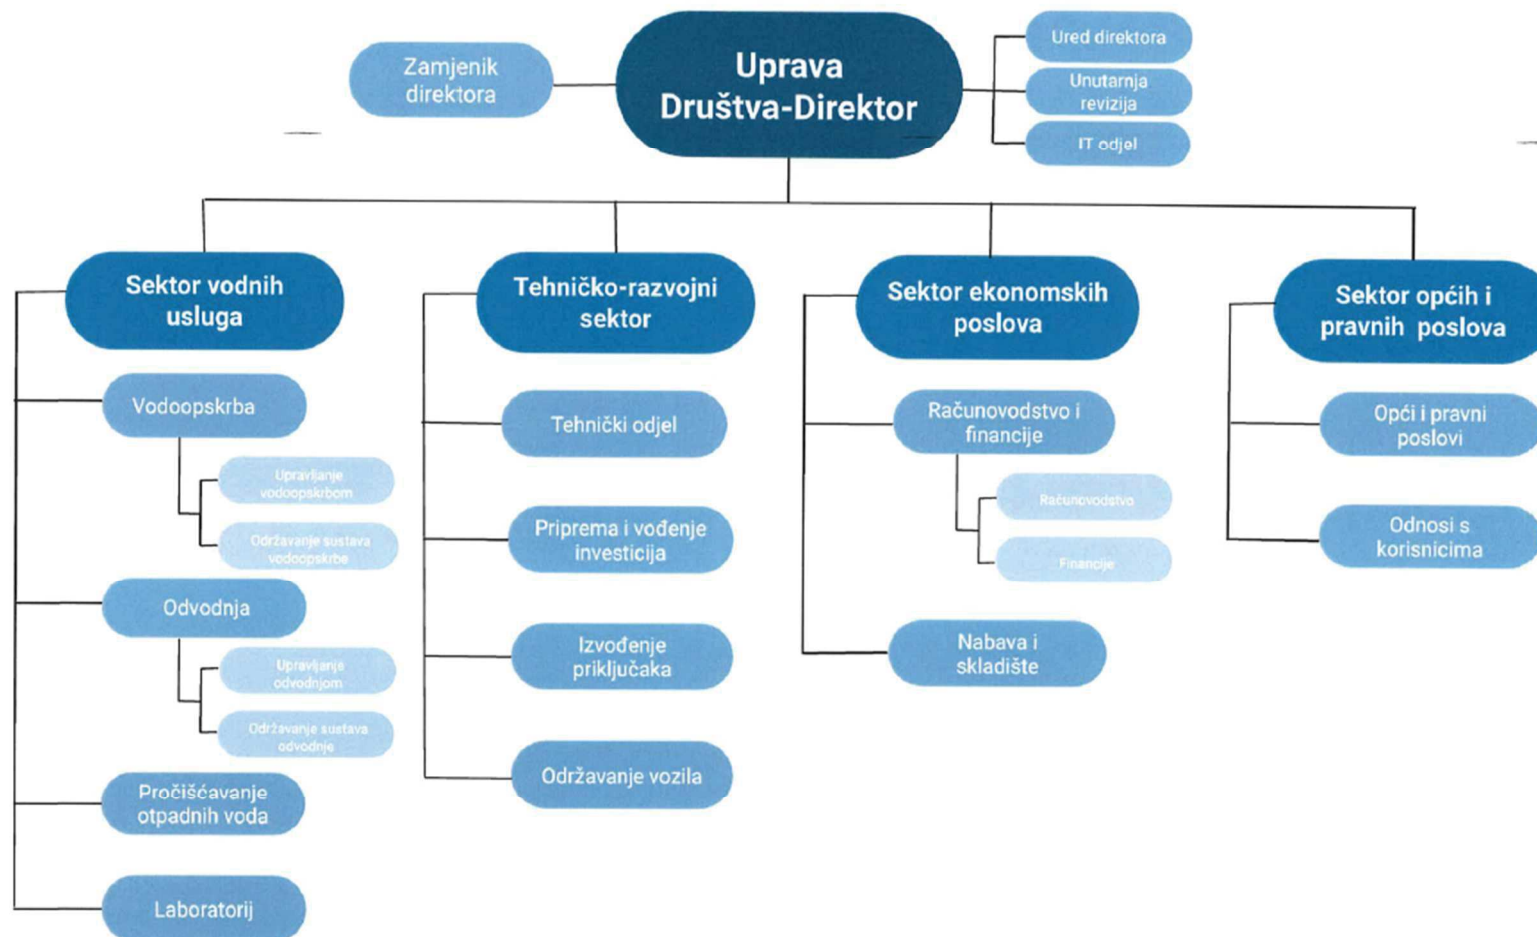 Zamjenik
direktora
Uprava
Društva-Direktor
Ured direktora
Unutarnja
revizija
IT odjel
Sektor vodnih
usluga
Vodoopskrba
Upravljanje
vodoopskrbom
Održavanje sustava
vodoopskrbe
Odvodnja
Upravljanje
odvodnjom
Održavanje sustava
odvodnje
Pročišćavanje
otpadnih voda
Laboratorij
Tehničko-razvojni
sektor
Tehnički odjel
Priprema i vođenje
investicija
Izvođenje
priključaka
Održavanje vozila
Sektor ekonomskih
poslova
Računovodstvo i
financije
Računovodstvo
Financije
Nabava i
skladište
Sektor općih i
pravnih poslova
Opći i pravni
poslovi
Odnosi s
korisnicima